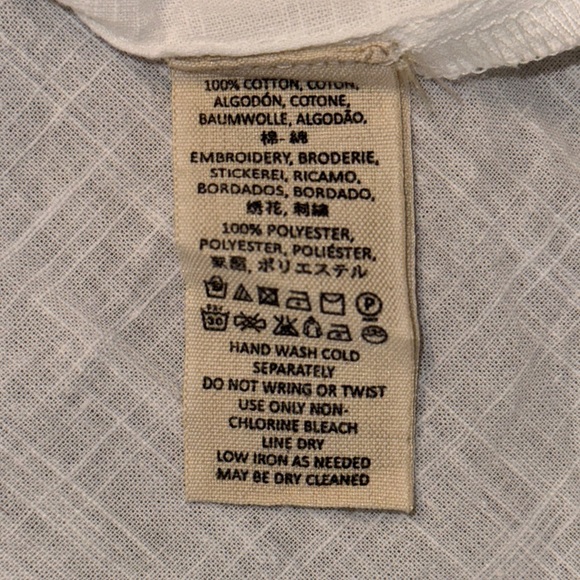 100% COTTON, COTON,
ALGODÓN, COTONE,
BAUMWOLLE, ALGODÃO,
棉- 綿
EMBROIDERY, BRODERIE,
STICKEREI, RICAMO,
BORDADOS, BORDADO,
绣花, 刺繍
100% POLYESTER,
POLYESTER, POLIÉSTER,
ポリエステル
P
30
HAND WASH COLD
SEPARATELY
DO NOT WRING OR TWIST
USE ONLY NON-
CHLORINE BLEACH
LINE DRY
LOW IRON AS NEEDED
MAY BE DRY CLEANED